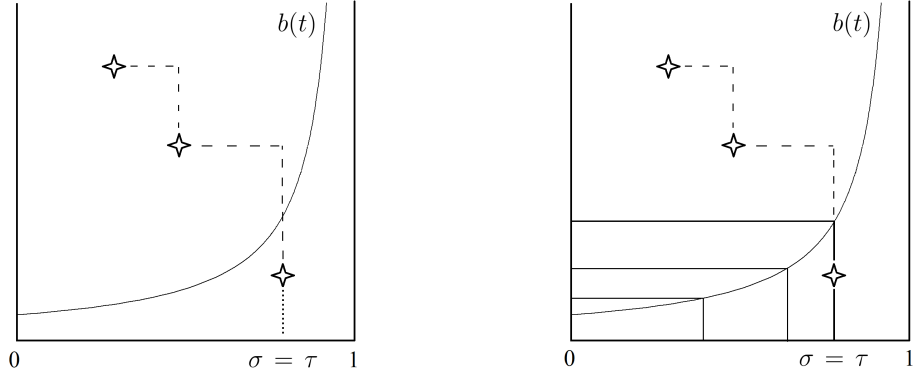 b(t)
b(t)
0 σ = τ 1
0 σ = τ 1